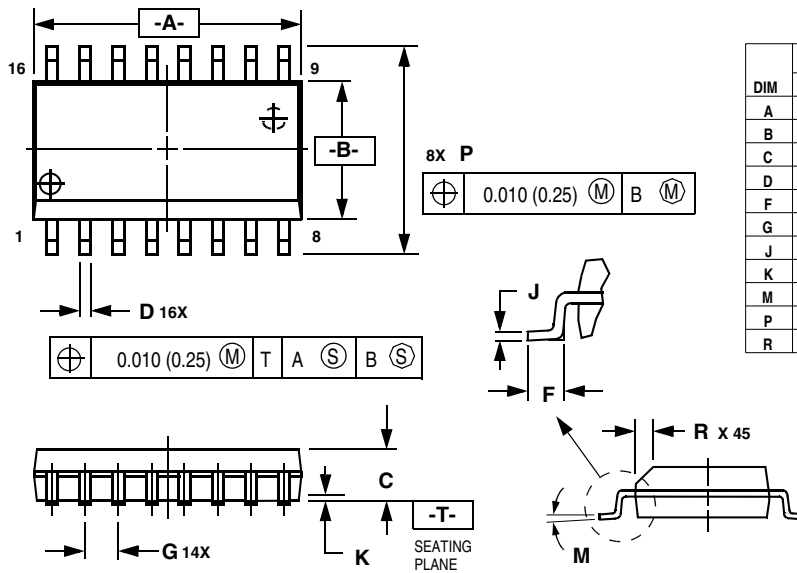 -A-
16
9
-B-
8X P
0.010 (0.25) M B M
1
8
D 16X
0.010 (0.25) M T A S B S
J
F
R X 45
C
-T-
SEATING
PLANE
G 14X
K
M
DIM
A
B
C
D
F
G
J
K
M
P
R